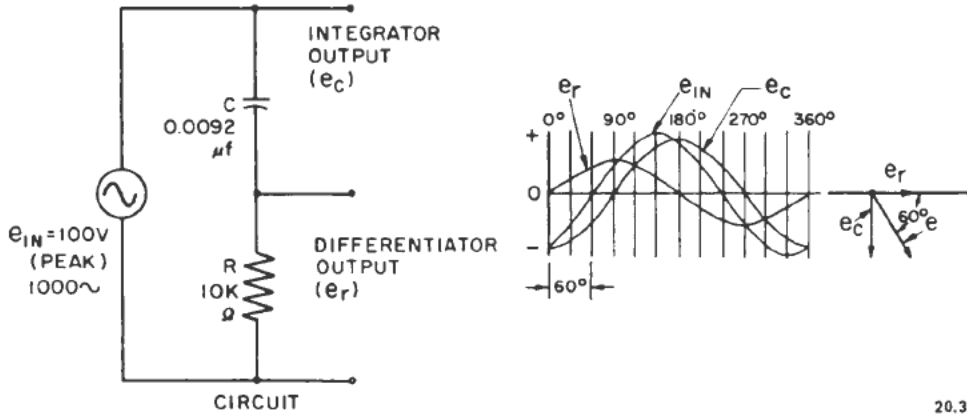 INTEGRATOR
OUTPUT
(ec)
C
0.0092
μf
eIN=100V
(PEAK)
1000~
R
10K
Ω
DIFFERENTIATOR
OUTPUT
(er)
CIRCUIT
er
eIN
ec
0° 90° 180° 270° 360°
+
0
−
60°
er
ec
60°
e
20.3